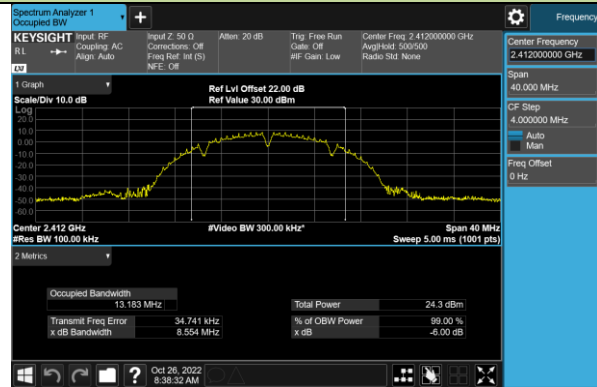 Spectrum Analyzer 1
Occupied BW
Frequency
KEYSIGHT
R L
LXI
Input: RF
Coupling: AC
Align: Auto
Input Z: 50 Ω
Corrections: Off
Freq Ref: Int (S)
NFE: Off
Atten: 20 dB
Trig: Free Run
Gate: Off
#IF Gain: Low
Center Freq: 2.412000000 GHz
Avg|Hold: 500/500
Radio Std: None
Center Frequency
2.412000000 GHz
Span
40.000 MHz
CF Step
4.000000 MHz
Auto
Man
Freq Offset
0 Hz
1 Graph
Scale/Div 10.0 dB
Ref Lvl Offset 22.00 dB
Ref Value 30.00 dBm
Log
20.0
10.0
0.00
-10.0
-20.0
-30.0
-40.0
-50.0
-60.0
Center 2.412 GHz
#Res BW 100.00 kHz
#Video BW 300.00 kHz*
Span 40 MHz
Sweep 5.00 ms (1001 pts)
2 Metrics
Occupied Bandwidth
13.183 MHz
Total Power 24.3 dBm
Transmit Freq Error 34.741 kHz
% of OBW Power 99.00 %
x dB Bandwidth 8.554 MHz
x dB -6.00 dB
?
Oct 26, 2022
8:38:32 AM